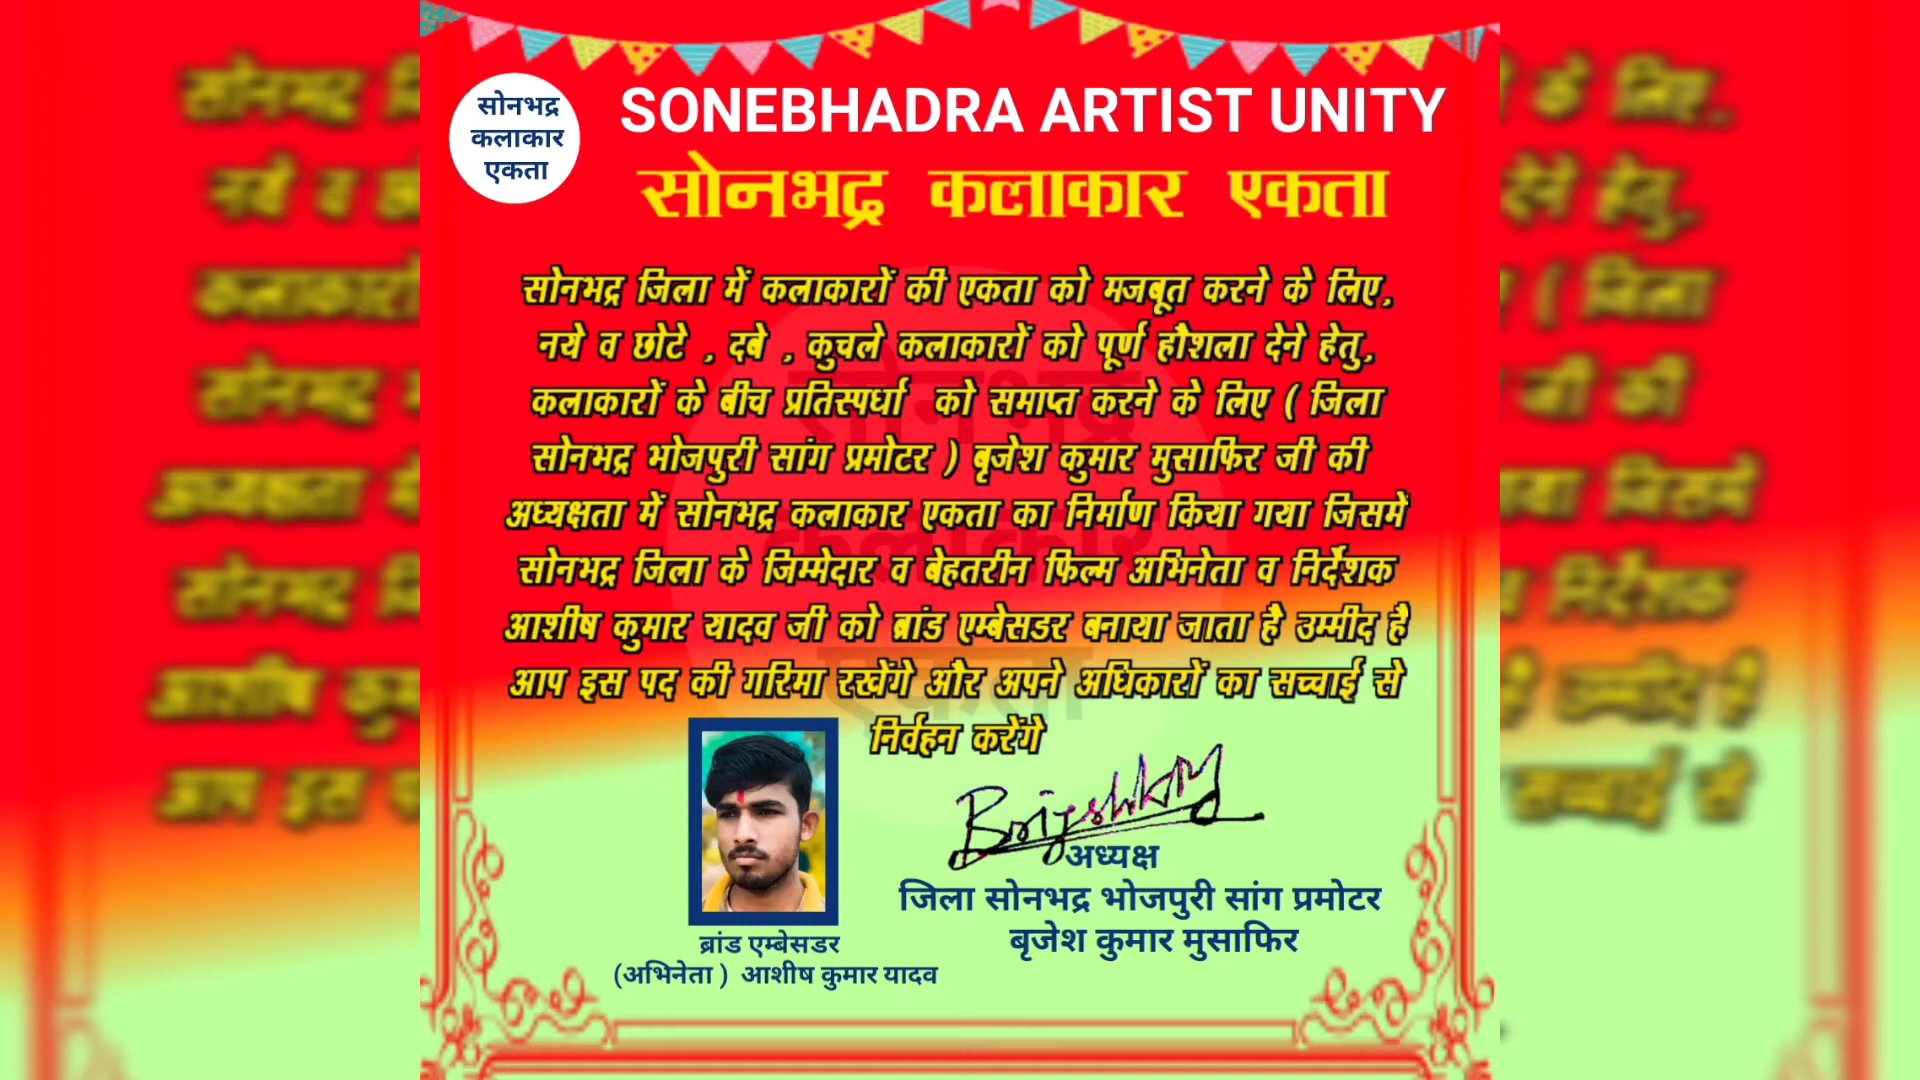 सोनभद्र
कलाकार
एकता
SONEBHADRA ARTIST UNITY
सोनभद्र कलाकार एकता
सोनभद्र जिला में कलाकारों की एकता को मजबूत करने के लिए,
नये व छोटे , दबे , कुचले कलाकारों को पूर्ण हौशला देने हेतु,
कलाकारों के बीच प्रतिस्पर्धा को समाप्त करने के लिए ( जिला
सोनभद्र भोजपुरी सांग प्रमोटर ) बृजेश कुमार मुसाफिर जी की
अध्यक्षता में सोनभद्र कलाकार एकता का निर्माण किया गया जिसमें
सोनभद्र जिला के जिम्मेदार व बेहतरीन फिल्म अभिनेता व निर्देशक
आशीष कुमार यादव जी को ब्रांड एम्बेसडर बनाया जाता है उम्मीद है
आप इस पद की गरिमा रखेंगे और अपने अधिकारों का सच्चाई से
निर्वहन करेंगे
अध्यक्ष
जिला सोनभद्र भोजपुरी सांग प्रमोटर
बृजेश कुमार मुसाफिर
ब्रांड एम्बेसडर
(अभिनेता ) आशीष कुमार यादव